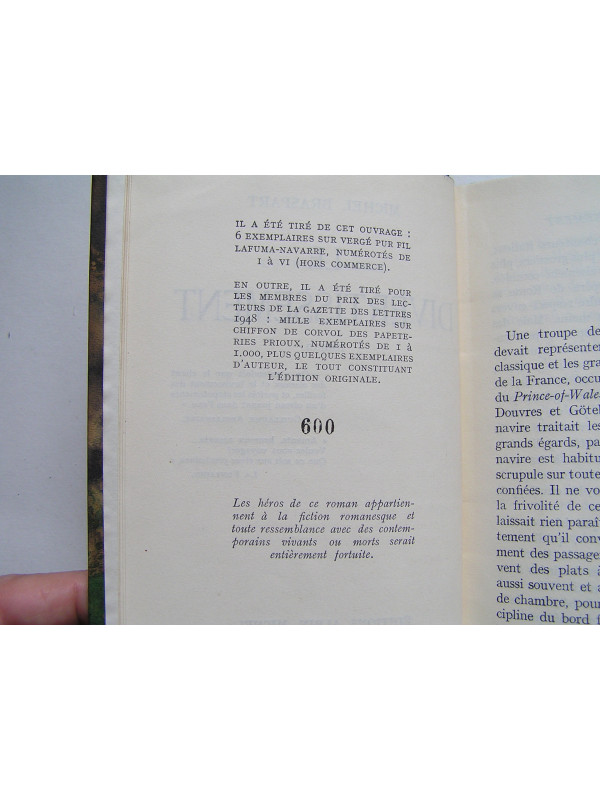 IL A ÉTÉ TIRÉ DE CET OUVRAGE :
6 EXEMPLAIRES SUR VERGÉ PUR FIL
LAFUMA-NAVARRE, NUMÉROTÉS DE
I À VI (HORS COMMERCE).
EN OUTRE, IL A ÉTÉ TIRÉ POUR
LES MEMBRES DU PRIX DES LEC-
TEURS DE LA GAZETTE DES LETTRES
1948 : MILLE EXEMPLAIRES SUR
CHIFFON DE CORVOL DES PAPETE-
RIES PRIOUX, NUMÉROTÉS DE 1 à
1.000, PLUS QUELQUES EXEMPLAIRES
D'AUTEUR, LE TOUT CONSTITUANT
L'ÉDITION ORIGINALE.
600
Les héros de ce roman appartien-
nent à la fiction romanesque et
toute ressemblance avec des contem-
porains vivants ou morts serait
entièrement fortuite.
Une troupe de
devait représenter
classique et les gra
de la France, occu
du Prince-of-Wales
Douvres et Göteb
navire traitait les
grands égards, pa
navire est habitu
scrupule sur toute
confiées. Il ne vo
la frivolité de ce
laissait rien paraît
tement qu'il conv
ment des passager
vent des plats à
aussi souvent et a
de chambre, pour
cipline du bord f